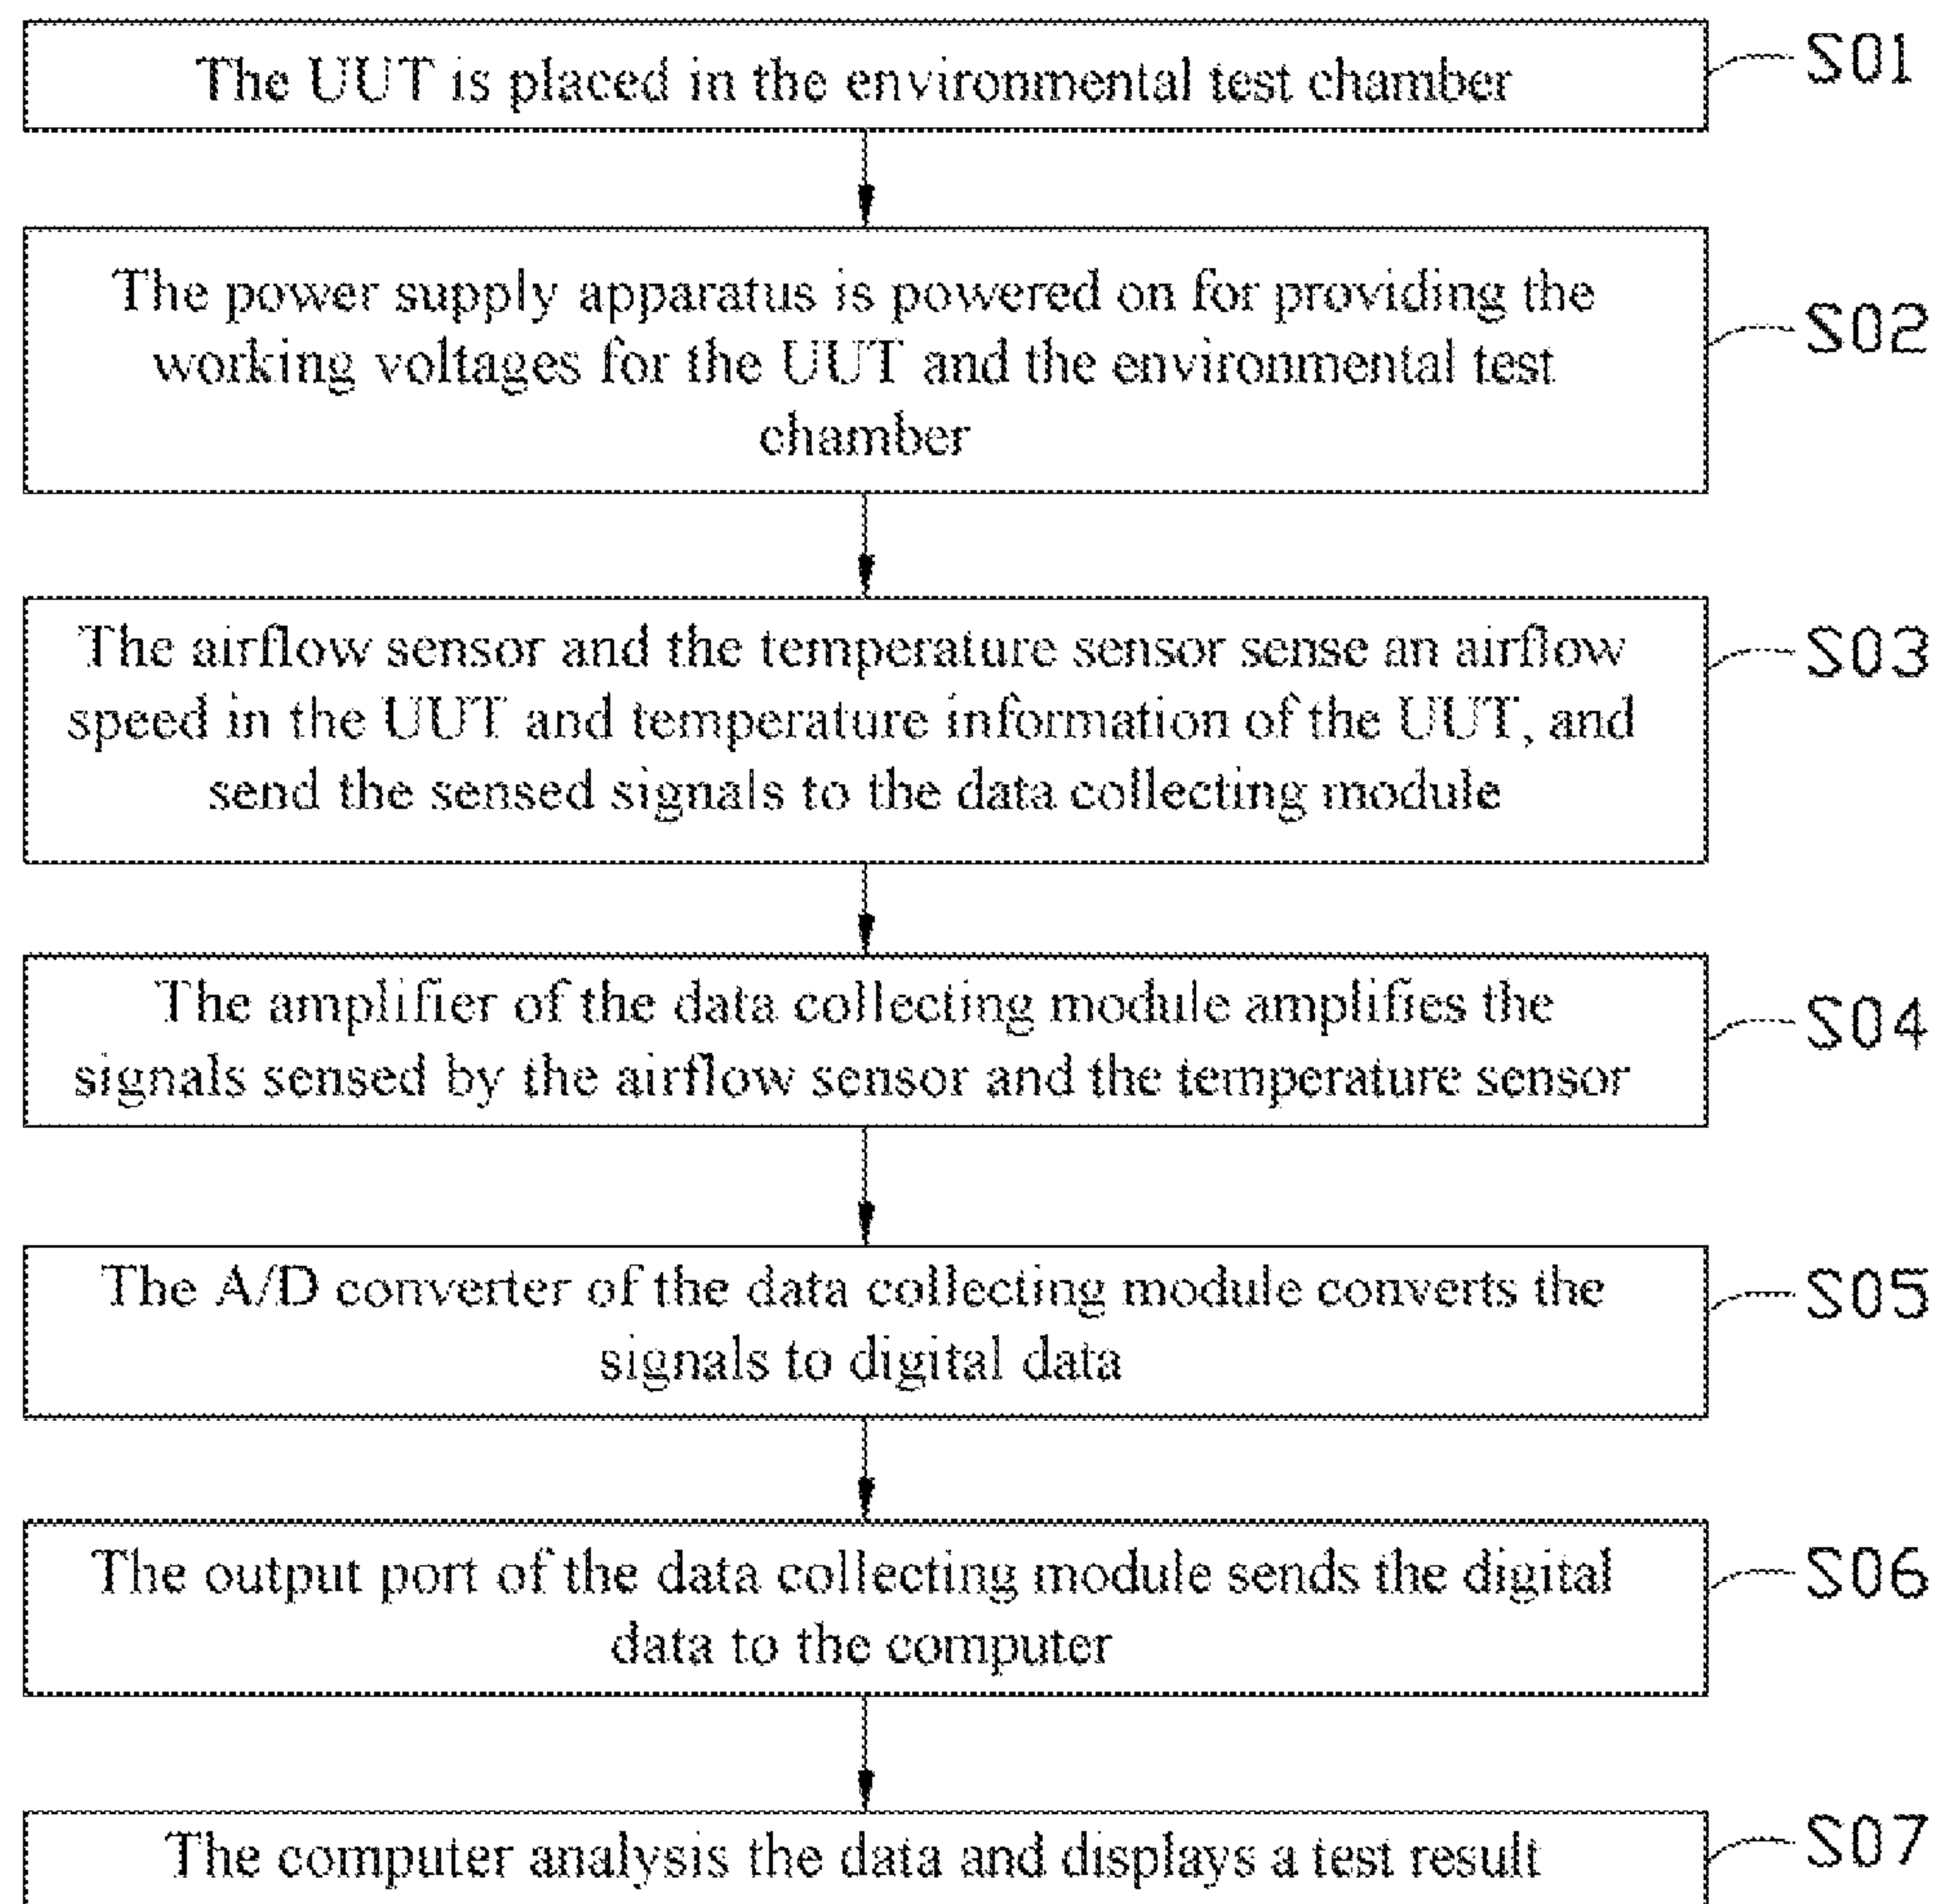 The UUT is placed in the environmental test chamber
S01
The power supply apparatus is powered on for providing the
working voltages for the UUT and the environmental test
chamber
S02
The airflow sensor and the temperature sensor sense an airflow
speed in the UUT and temperature information of the UUT, and
send the sensed signals to the data collecting module
S03
The amplifier of the data collecting module amplifies the
signals sensed by the airflow sensor and the temperature sensor
S04
The A/D converter of the data collecting module converts the
signals to digital data
S05
The output port of the data collecting module sends the digital
data to the computer
S06
The computer analysis the data and displays a test result
S07